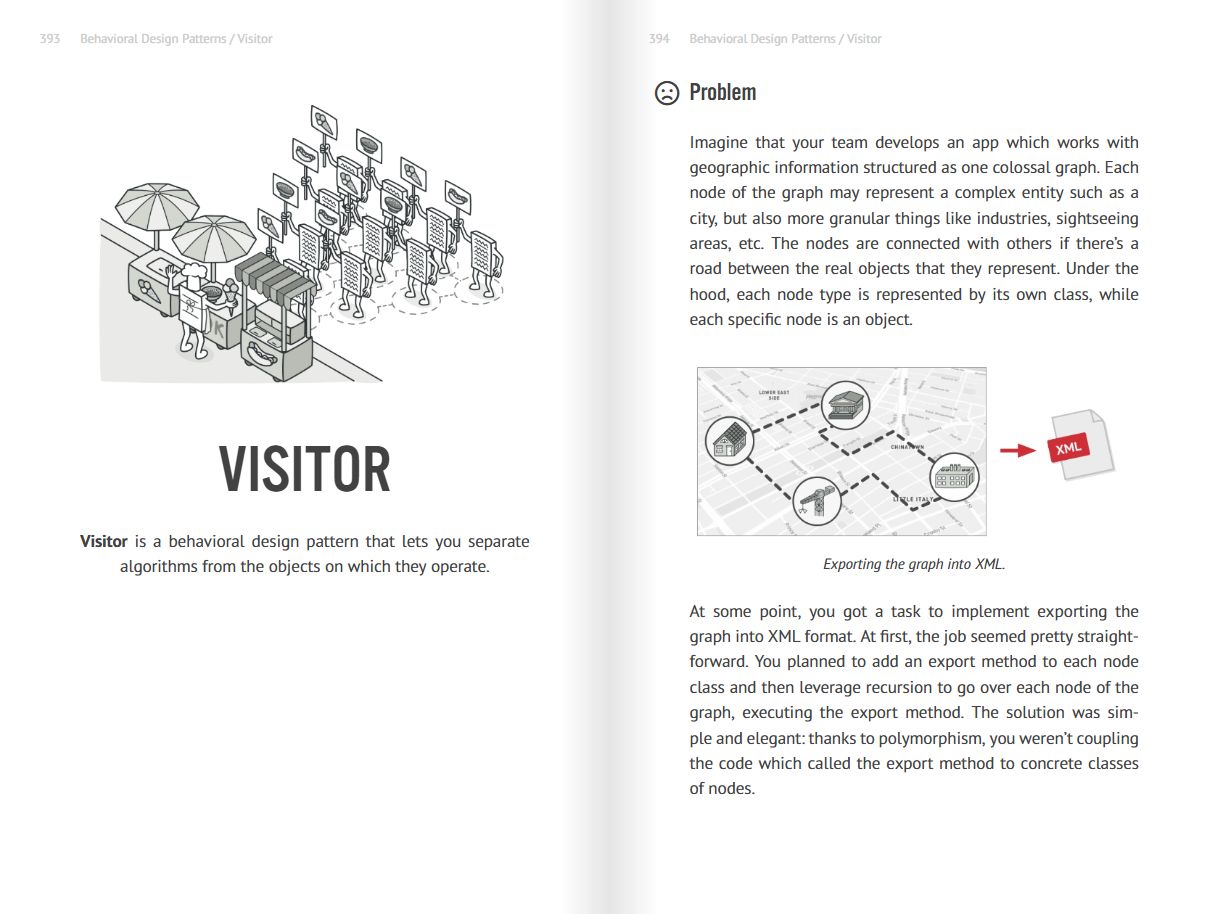 393 Behavioral Design Patterns / Visitor
K
VISITOR
Visitor is a behavioral design pattern that lets you separate
algorithms from the objects on which they operate.
394 Behavioral Design Patterns / Visitor
Problem
Imagine that your team develops an app which works with
geographic information structured as one colossal graph. Each
node of the graph may represent a complex entity such as a
city, but also more granular things like industries, sightseeing
areas, etc. The nodes are connected with others if there’s a
road between the real objects that they represent. Under the
hood, each node type is represented by its own class, while
each specific node is an object.
LOWER EAST
SIDE
CHINATOWN
LITTLE ITALY
XML
Exporting the graph into XML.
At some point, you got a task to implement exporting the
graph into XML format. At first, the job seemed pretty straight-
forward. You planned to add an export method to each node
class and then leverage recursion to go over each node of the
graph, executing the export method. The solution was sim-
ple and elegant: thanks to polymorphism, you weren’t coupling
the code which called the export method to concrete classes
of nodes.